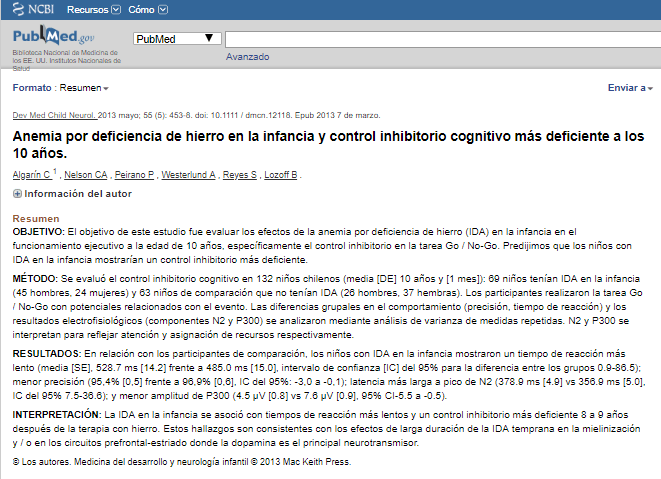 NCBI Recursos Cómo
PubMed.gov PubMed
Biblioteca Nacional de Medicina de
los EE. UU. Institutos Nacionales de
Salud
Avanzado
Formato : Resumen Enviar a
Dev Med Child Neurol. 2013 mayo; 55 (5): 453-8. doi: 10.1111 / dmcn.12118. Epub 2013 7 de marzo.
Anemia por deficiencia de hierro en la infancia y control inhibitorio cognitivo más deficiente a los
10 años.
Algarín C 1 , Nelson CA , Peirano P , Westerlund A , Reyes S , Lozoff B .
Información del autor
Resumen
OBJETIVO: El objetivo de este estudio fue evaluar los efectos de la anemia por deficiencia de hierro (IDA) en la infancia en el
funcionamiento ejecutivo a la edad de 10 años, específicamente el control inhibitorio en la tarea Go / No-Go. Predijimos que los niños con
IDA en la infancia mostrarían un control inhibitorio más deficiente.
MÉTODO: Se evaluó el control inhibitorio cognitivo en 132 niños chilenos (media [DE] 10 años y [1 mes]): 69 niños tenían IDA en la infancia
(45 hombres, 24 mujeres) y 63 niños de comparación que no tenían IDA (26 hombres, 37 hembras). Los participantes realizaron la tarea Go
/ No-Go con potenciales relacionados con el evento. Las diferencias grupales en el comportamiento (precisión, tiempo de reacción) y los
resultados electrofisiológicos (componentes N2 y P300) se analizaron mediante análisis de varianza de medidas repetidas. N2 y P300 se
interpretan para reflejar atención y asignación de recursos respectivamente.
RESULTADOS: En relación con los participantes de comparación, los niños con IDA en la infancia mostraron un tiempo de reacción más
lento (media [SE], 528.7 ms [14.2] frente a 485.0 ms [15.0], intervalo de confianza [IC] del 95% para la diferencia entre los grupos 0.9-86.5);
menor precisión (95,4% [0,5] frente a 96,9% [0,6], IC del 95%: -3,0 a -0,1); latencia más larga a pico de N2 (378.9 ms [4.9] vs 356.9 ms [5.0],
IC del 95% 7.5-36.6); y menor amplitud de P300 (4.5 μV [0.8] vs 7.6 μV [0.9], 95% CI-5.5 a -0.5).
INTERPRETACIÓN: La IDA en la infancia se asoció con tiempos de reacción más lentos y un control inhibitorio más deficiente 8 a 9 años
después de la terapia con hierro. Estos hallazgos son consistentes con los efectos de larga duración de la IDA temprana en la mielinización
y / o en los circuitos prefrontal-estriado donde la dopamina es el principal neurotransmisor.
© Los autores. Medicina del desarrollo y neurología infantil © 2013 Mac Keith Press.